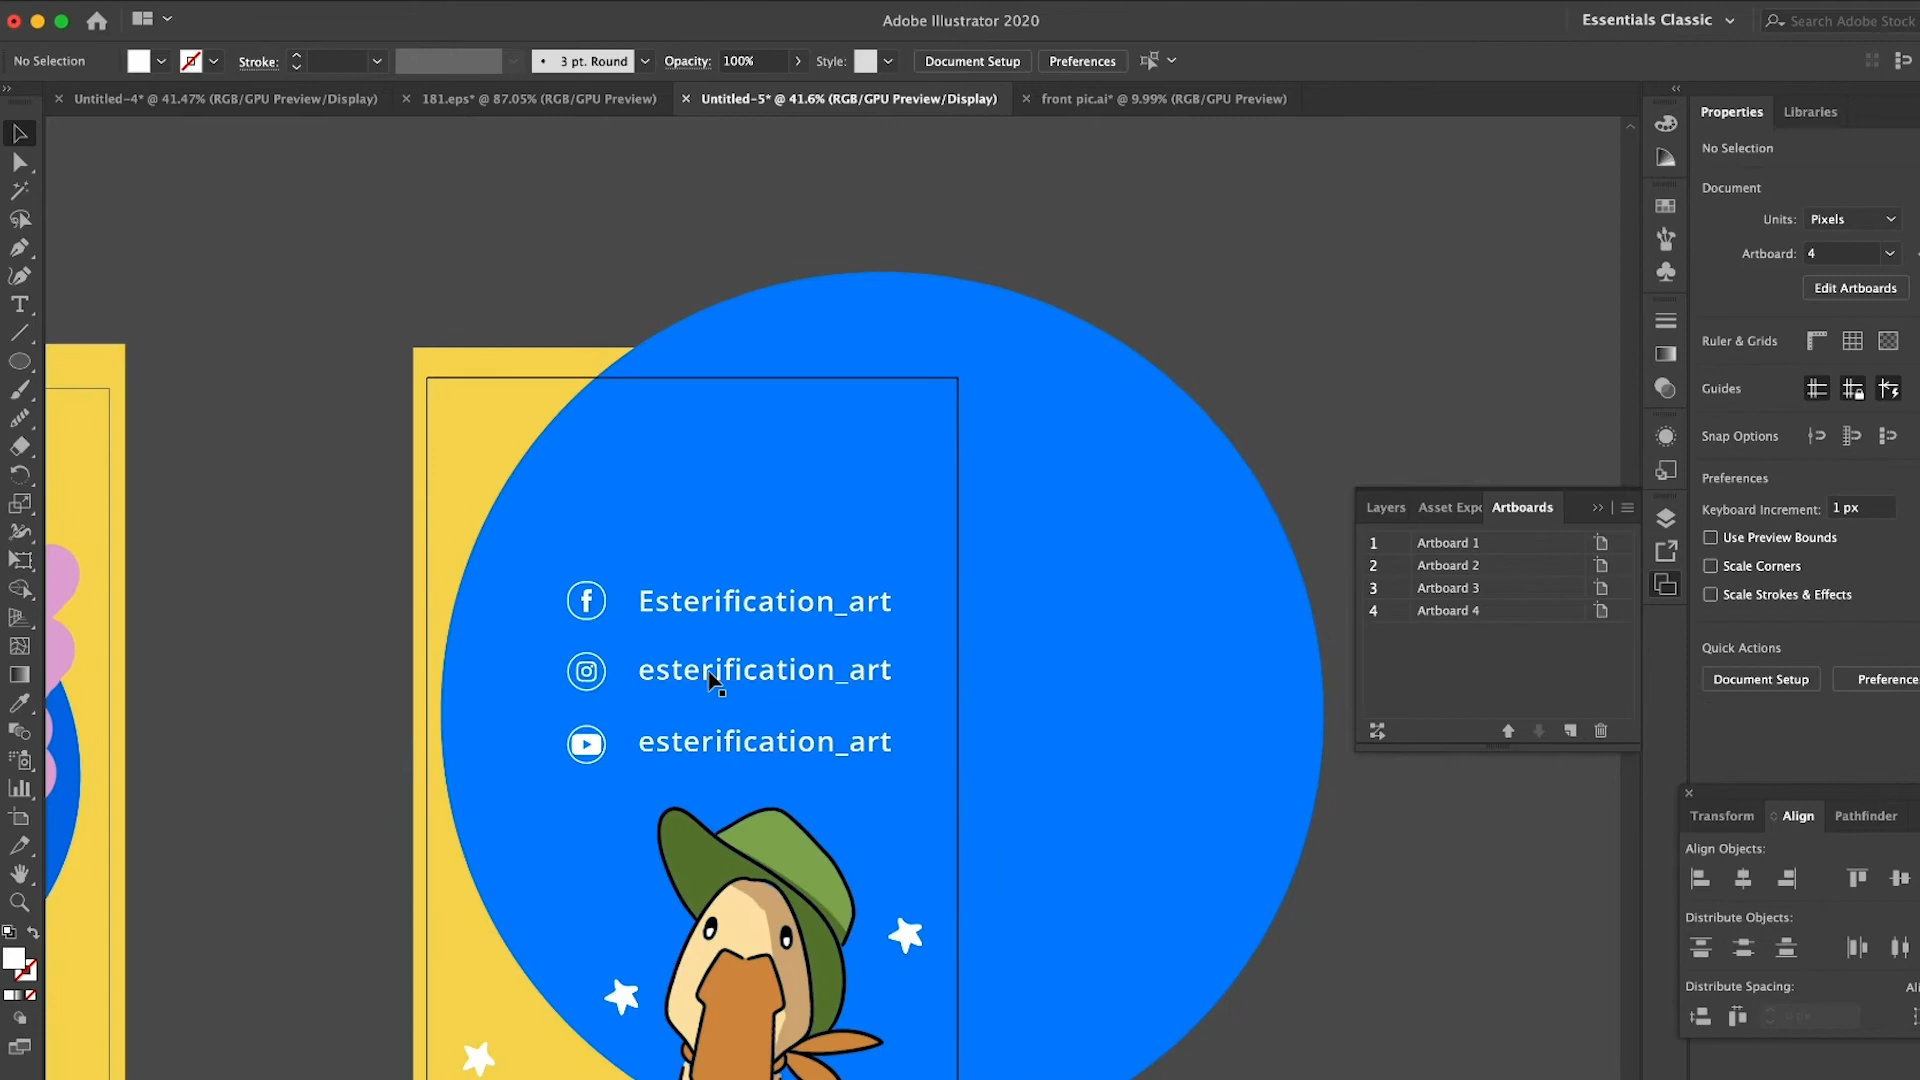 Adobe Illustrator 2020
Essentials Classic
Search Adobe Stock
No Selection
Stroke:
3 pt. Round
Opacity:
100%
Style:
Document Setup
Preferences
Untitled-4* @ 41.47% (RGB/GPU Preview/Display)
181.eps* @ 87.05% (RGB/GPU Preview)
Untitled-5* @ 41.6% (RGB/GPU Preview/Display)
front pic.ai* @ 9.99% (RGB/GPU Preview)
Properties
Libraries
No Selection
Document
Units:
Pixels
Artboard:
4
Edit Artboards
Ruler & Grids
Guides
Snap Options
Preferences
Keyboard Increment:
1 px
Use Preview Bounds
Scale Corners
Scale Strokes & Effects
Quick Actions
Document Setup
Preference
Layers
Asset Expo
Artboards
1 Artboard 1
2 Artboard 2
3 Artboard 3
4 Artboard 4
Esterification_art
esterification_art
esterification_art
Transform
Align
Pathfinder
Align Objects:
Distribute Objects:
Distribute Spacing: